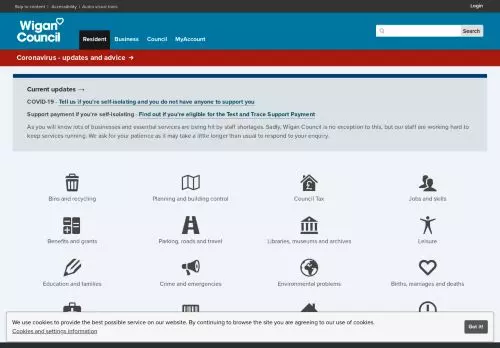 Skip to content | Accessibility | Access visual tools
Login
Wigan
Council
Resident Business Council MyAccount
Search
Coronavirus - updates and advice →
Current updates →
COVID-19 - Tell us if you're self-isolating and you do not have anyone to support you
Support payment if you're self-isolating - Find out if you're eligible for the Test and Trace Support Payment
As you will know lots of businesses and essential services are being hit by staff shortages. Sadly, Wigan Council is no exception to this, but our staff are working hard to
keep services running. We ask for your patience as it may take a little longer than usual to respond to your enquiry.
Bins and recycling
Planning and building control
Council Tax
Jobs and skills
Benefits and grants
Parking, roads and travel
Libraries, museums and archives
Leisure
Education and families
Crime and emergencies
Environmental problems
Births, marriages and deaths
We use cookies to provide the best possible service on our website. By continuing to browse the site you are agreeing to our use of cookies.
Cookies and settings information
Got it!